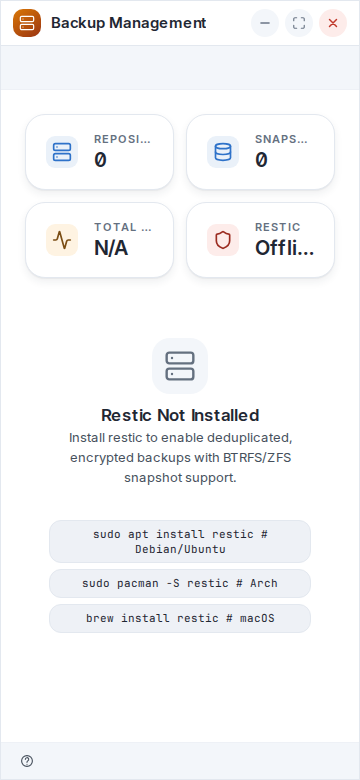 Backup Management
REPOSI...
0
SNAPS...
0
TOTAL ...
N/A
RESTIC
Offli...
Restic Not Installed
Install restic to enable deduplicated,
encrypted backups with BTRFS/ZFS
snapshot support.
sudo apt install restic #
Debian/Ubuntu
sudo pacman -S restic # Arch
brew install restic # macOS